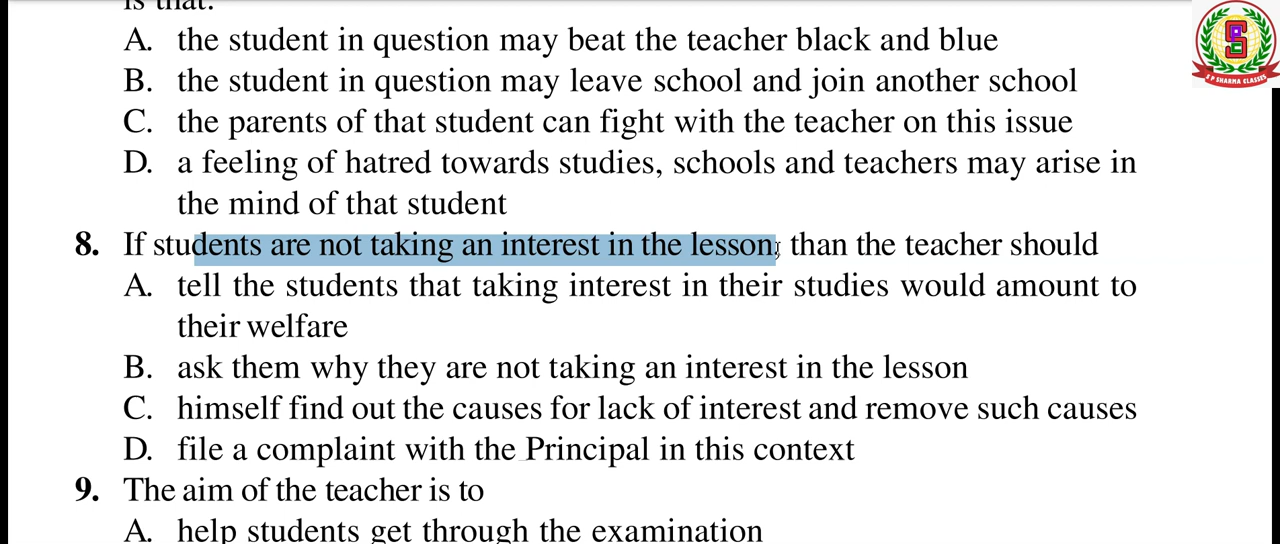 is that:
A. the student in question may beat the teacher black and blue
B. the student in question may leave school and join another school
C. the parents of that student can fight with the teacher on this issue
D. a feeling of hatred towards studies, schools and teachers may arise in
the mind of that student
8. If students are not taking an interest in the lesson, than the teacher should
A. tell the students that taking interest in their studies would amount to
their welfare
B. ask them why they are not taking an interest in the lesson
C. himself find out the causes for lack of interest and remove such causes
D. file a complaint with the Principal in this context
9. The aim of the teacher is to
A. help students get through the examination
S P SHARMA CLASSES